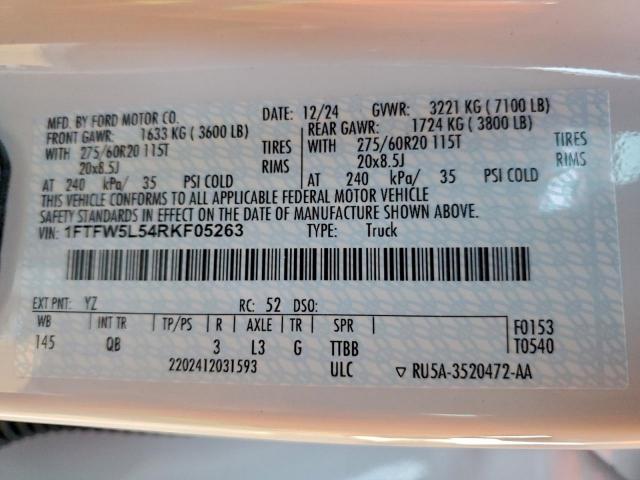 MFD. BY FORD MOTOR CO.
DATE: 12/24 GVWR: 3221 KG ( 7100 LB)
FRONT GAWR: 1633 KG ( 3600 LB)
REAR GAWR: 1724 KG ( 3800 LB)
WITH 275/60R20 115T TIRES
WITH 275/60R20 115T TIRES
20x8.5J RIMS
20x8.5J RIMS
AT 240 kPa/ 35 PSI COLD
AT 240 kPa/ 35 PSI COLD
THIS VEHICLE CONFORMS TO ALL APPLICABLE FEDERAL MOTOR VEHICLE
SAFETY STANDARDS IN EFFECT ON THE DATE OF MANUFACTURE SHOWN ABOVE.
VIN: 1FTFW5L54RKF05263 TYPE: Truck
EXT PNT: YZ RC: 52 DSO:
WB INT TR TP/PS R AXLE TR SPR F0153
145 QB 3 L3 G TTBB T0540
2202412031593 ULC ▽ RU5A-3520472-AA